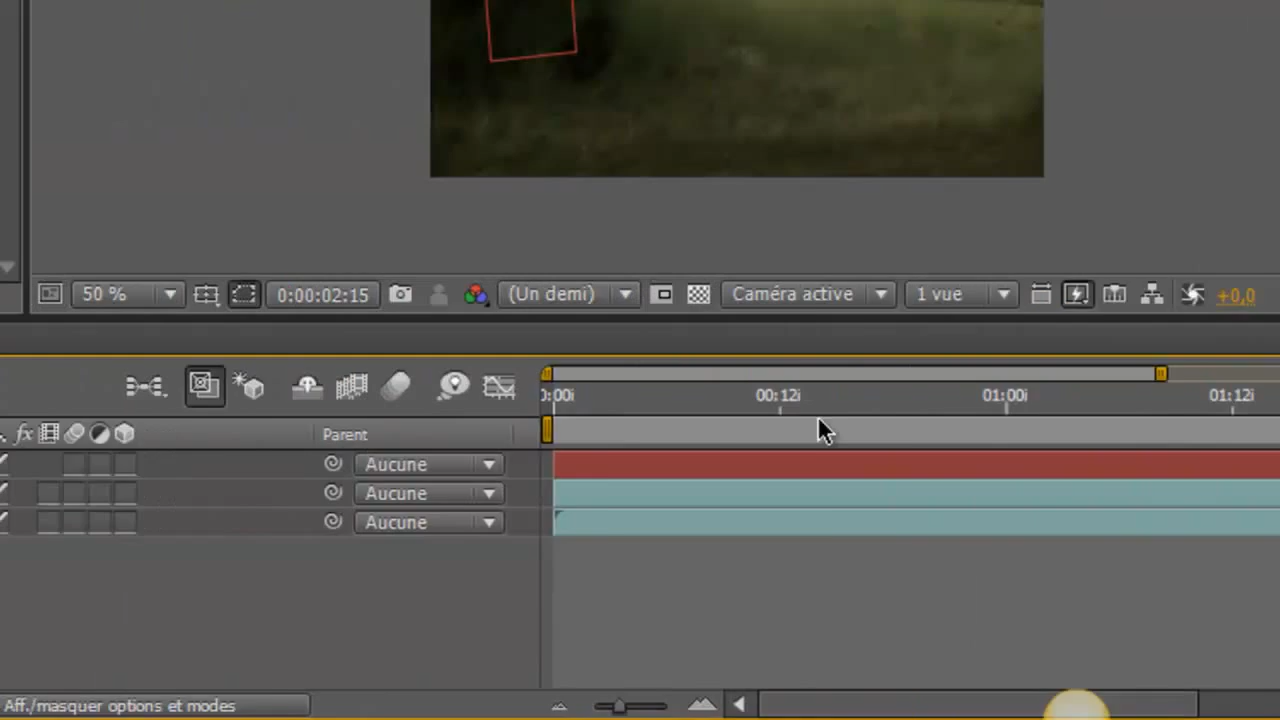 50 %
0:00:02:15
(Un demi)
Caméra active
1 vue
+0,0
0:00i
00:12i
01:00i
01:12i
fx
Parent
Aucune
Aucune
Aucune
Aff./masquer options et modes